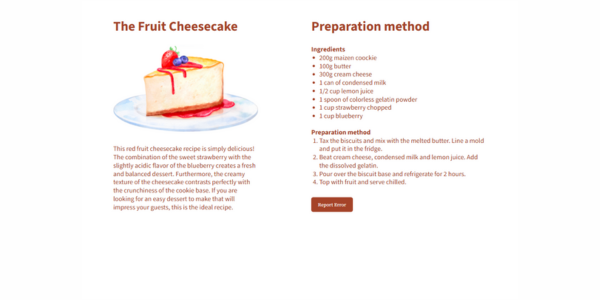 The Fruit Cheesecake
This red fruit cheesecake recipe is simply delicious!
The combination of the sweet strawberry with the
slightly acidic flavor of the blueberry creates a fresh
and balanced dessert. Furthermore, the creamy
texture of the cheesecake contrasts perfectly with
the crunchiness of the cookie base. If you are
looking for an easy dessert to make that will
impress your guests, this is the ideal recipe.
Preparation method
Ingredients
200g maizen coockie
100g butter
300g cream cheese
1 can of condensed milk
1/2 cup lemon juice
1 spoon of colorless gelatin powder
1 cup strawberry chopped
1 cup blueberry
Preparation method
1. Tax the biscuits and mix with the melted butter. Line a mold
and put it in the fridge.
2. Beat cream cheese, condensed milk and lemon juice. Add
the dissolved gelatin.
3. Pour over the biscuit base and refrigerate for 2 hours.
4. Top with fruit and serve chilled.
Report Error